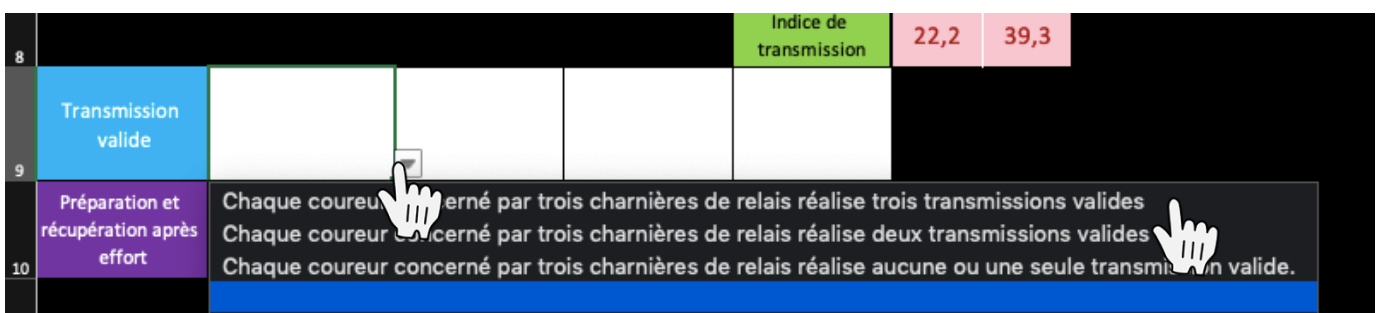 8
Indice de
transmission
22,2
39,3
Transmission
valide
9
Préparation et
récupération après
effort
10
Chaque coureur concerné par trois charnières de relais réalise trois transmissions valides
Chaque coureur concerné par trois charnières de relais réalise deux transmissions valides
Chaque coureur concerné par trois charnières de relais réalise aucune ou une seule transmission valide.